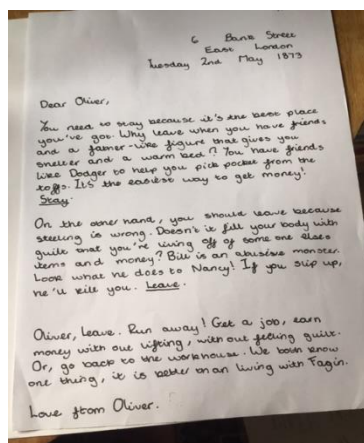 6 Bank Street
East London
Tuesday 2nd May 1873
Dear Oliver,
You need to stay because it's the best place
you've got. Why leave when you have friends
and a father-like figure that gives you
shelter and a warm bed? You have friends
like Dodger to help you pick pocket from the
toffs. It's the easiest way to get money!
Stay.
On the other hand, you should leave because
steeling is wrong. Doesn't it fill your body with
guilt that you're living off of some one elses
items and money? Bill is an abusive monster.
Look what he does to Nancy! If you slip up,
he'll kill you. Leave.
Oliver, Leave. Run away! Get a job, earn
money with out lifting, with out feeling guilt.
Or, go back to the workhouse. We both know
one thing, it is better than living with Fagin.
Love from Oliver.